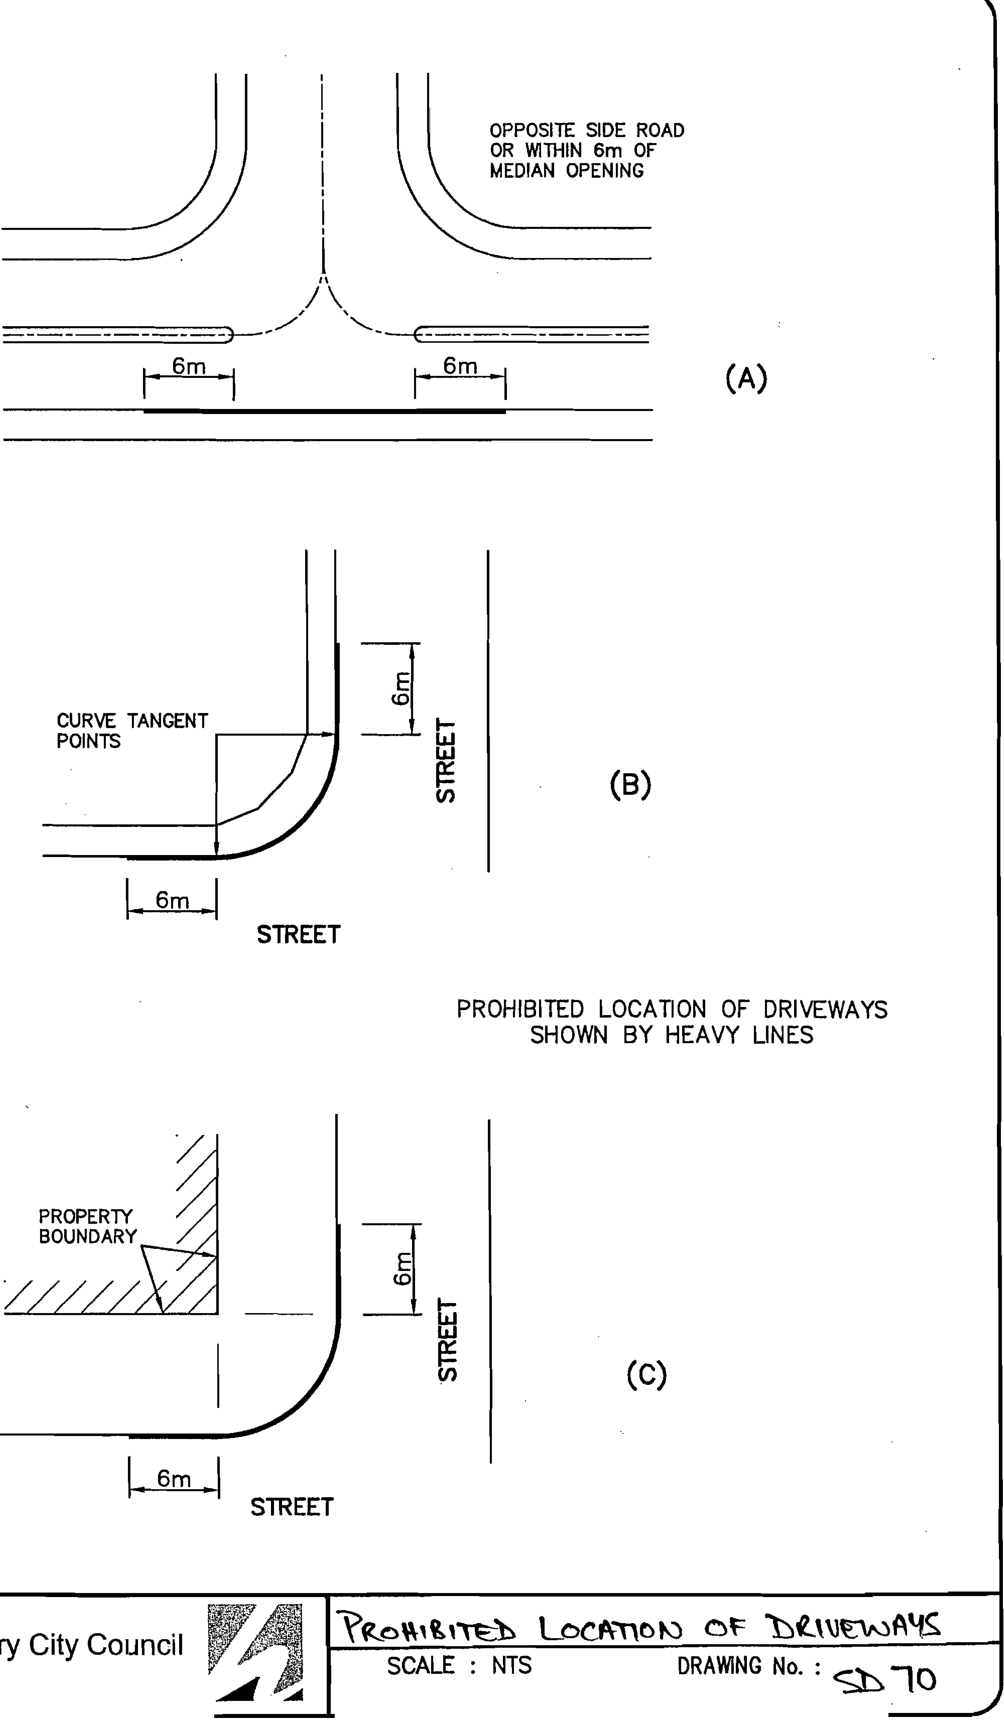 OPPOSITE SIDE ROAD
OR WITHIN 6m OF
MEDIAN OPENING
6m
6m
(A)
6m
CURVE TANGENT
POINTS
STREET
(B)
6m
STREET
PROHIBITED LOCATION OF DRIVEWAYS
SHOWN BY HEAVY LINES
PROPERTY
BOUNDARY
6m
STREET
(C)
6m
STREET
City Council
PROHIBITED LOCATION OF DRIVEWAYS
SCALE : NTS
DRAWING No. : SD 70